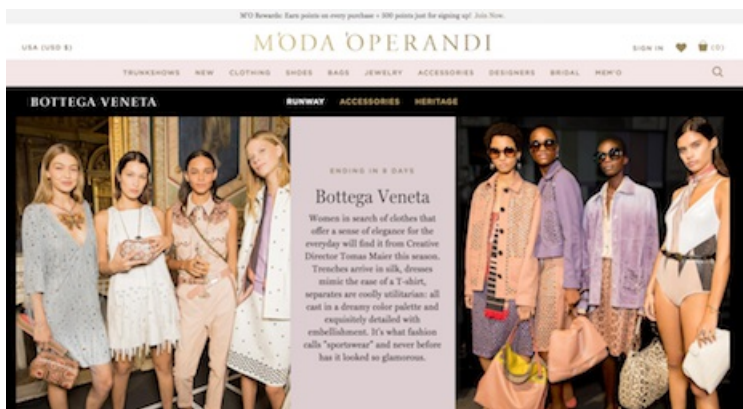 M'O Rewards: Earn points on every purchase + 500 points just for signing up! Join Now.
USA (USD $)
M'ODA 'OPERANDI
SIGN IN
(0)
TRUNKSHOWS NEW CLOTHING SHOES BAGS JEWELRY ACCESSORIES DESIGNERS BRIDAL MEM'O
BOTTEGA VENETA
RUNWAY ACCESSORIES HERITAGE
ENDING IN 8 DAYS
Bottega Veneta
Women in search of clothes that
offer a sense of elegance for the
everyday will find it from Creative
Director Tomas Maier this season.
Trenches arrive in silk, dresses
mimic the ease of a T-shirt,
separates are coolly utilitarian: all
cast in a dreamy color palette and
exquisitely detailed with
embellishment. It's what fashion
calls "sportswear" and never before
has it looked so glamorous.